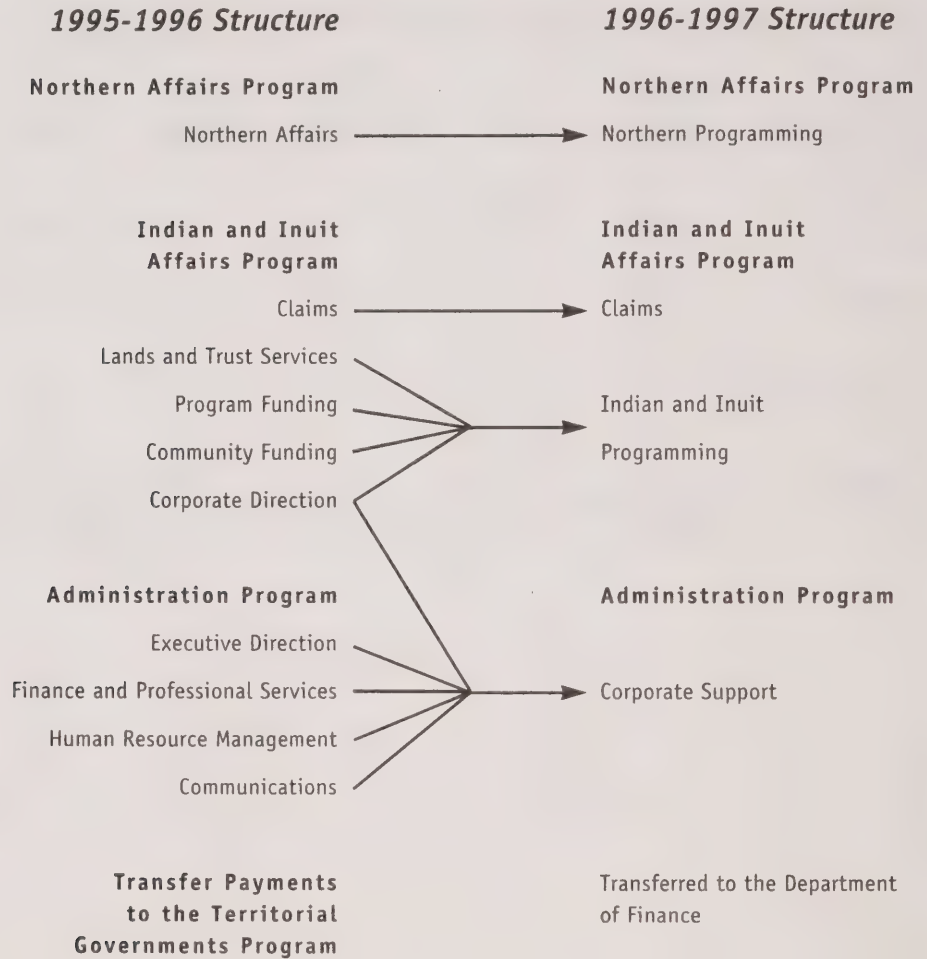 1995-1996 Structure
1996-1997 Structure
Northern Affairs Program
Northern Affairs Program
Northern Affairs
Northern Programming
Indian and Inuit
Affairs Program
Indian and Inuit
Affairs Program
Claims
Claims
Lands and Trust Services
Program Funding
Community Funding
Corporate Direction
Indian and Inuit
Programming
Administration Program
Administration Program
Executive Direction
Finance and Professional Services
Human Resource Management
Communications
Corporate Support
Transfer Payments
to the Territorial
Governments Program
Transferred to the Department
of Finance